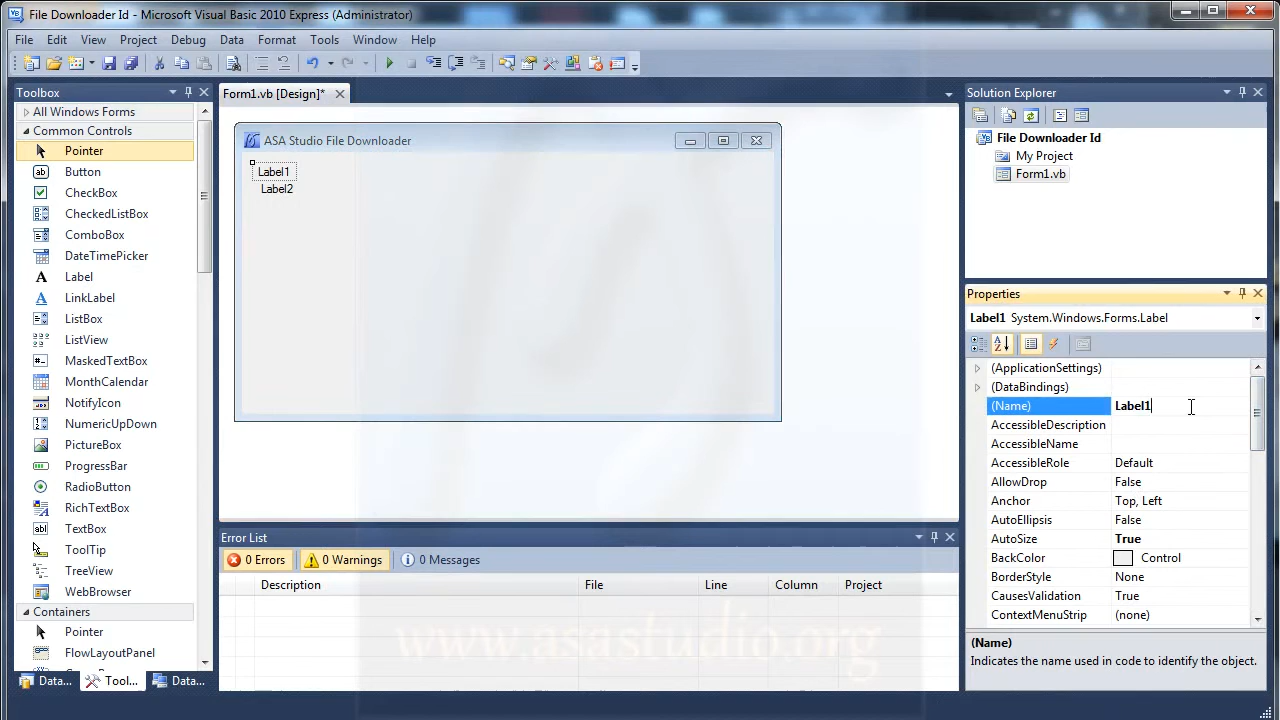 File Downloader Id - Microsoft Visual Basic 2010 Express (Administrator)
File Edit View Project Debug Data Format Tools Window Help
Toolbox
All Windows Forms
Common Controls
Pointer
Button
CheckBox
CheckedListBox
ComboBox
DateTimePicker
Label
LinkLabel
ListBox
ListView
MaskedTextBox
MonthCalendar
NotifyIcon
NumericUpDown
PictureBox
ProgressBar
RadioButton
RichTextBox
TextBox
ToolTip
TreeView
WebBrowser
Containers
Pointer
FlowLayoutPanel
Data... Tool... Data...
Form1.vb [Design]*
ASA Studio File Downloader
Label1
Label2
Error List
0 Errors 0 Warnings 0 Messages
Description File Line Column Project
www.asastudio.org
Solution Explorer
File Downloader Id
My Project
Form1.vb
Properties
Label1 System.Windows.Forms.Label
(ApplicationSettings)
(DataBindings)
(Name) Label1
AccessibleDescription
AccessibleName
AccessibleRole Default
AllowDrop False
Anchor Top, Left
AutoEllipsis False
AutoSize True
BackColor Control
BorderStyle None
CausesValidation True
ContextMenuStrip (none)
(Name)
Indicates the name used in code to identify the object.